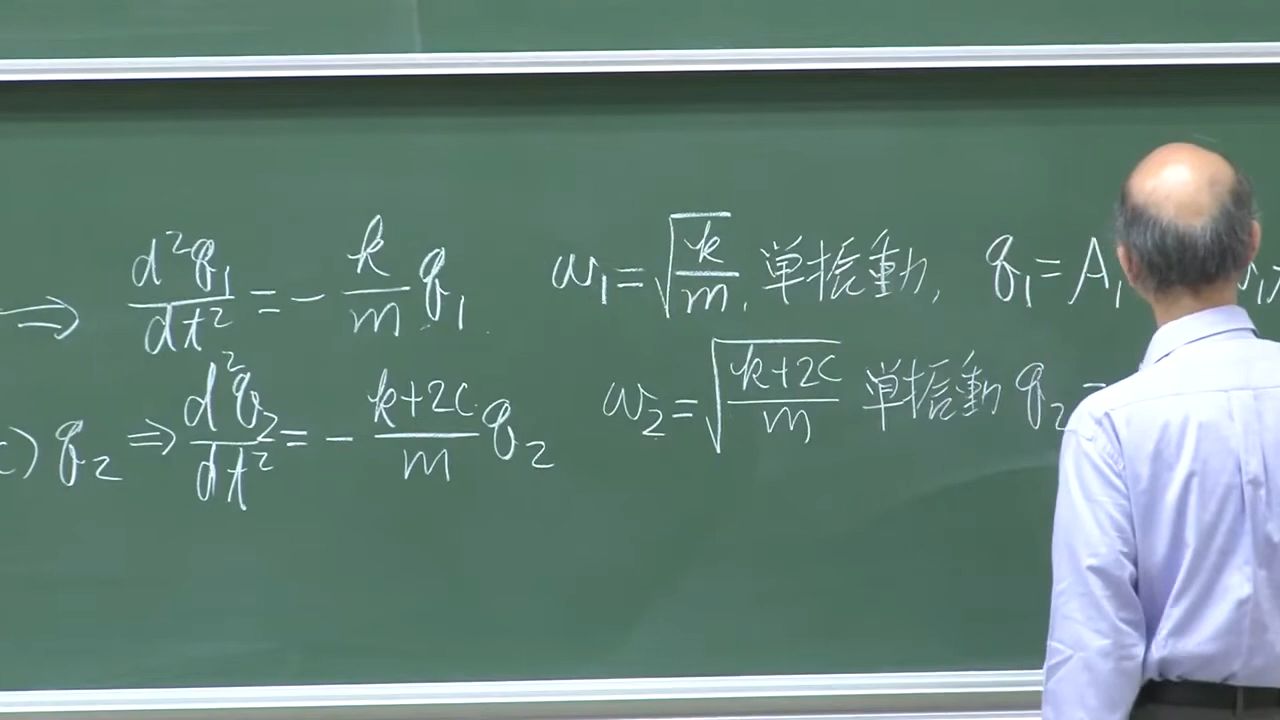 ⇒ d²q₁/dt² = - k/m q₁ ω₁ = √(k/m) 単振動, q₁ = A₁ ω₁t
c) q₂ ⇒ d²q₂/dt² = - (k+2c)/m q₂ ω₂ = √((k+2c)/m) 単振動 q₂ =